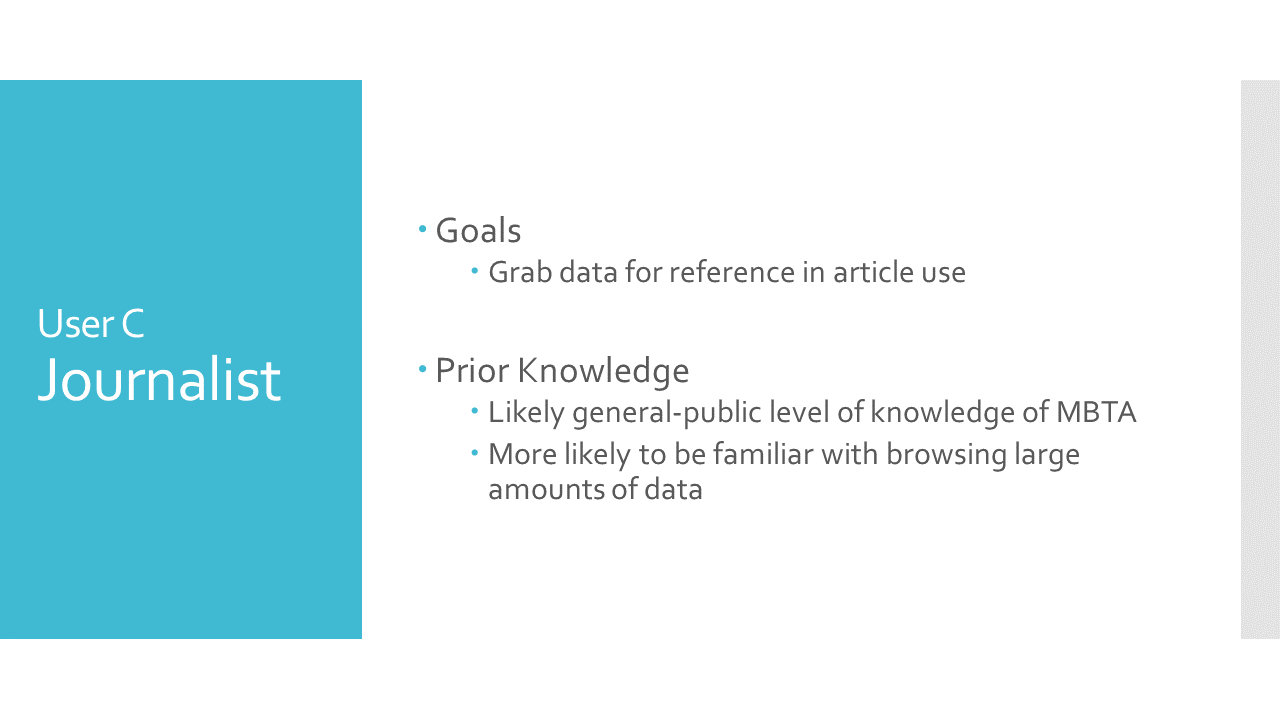 User C
Journalist
• Goals
• Grab data for reference in article use
• Prior Knowledge
• Likely general-public level of knowledge of MBTA
• More likely to be familiar with browsing large
amounts of data